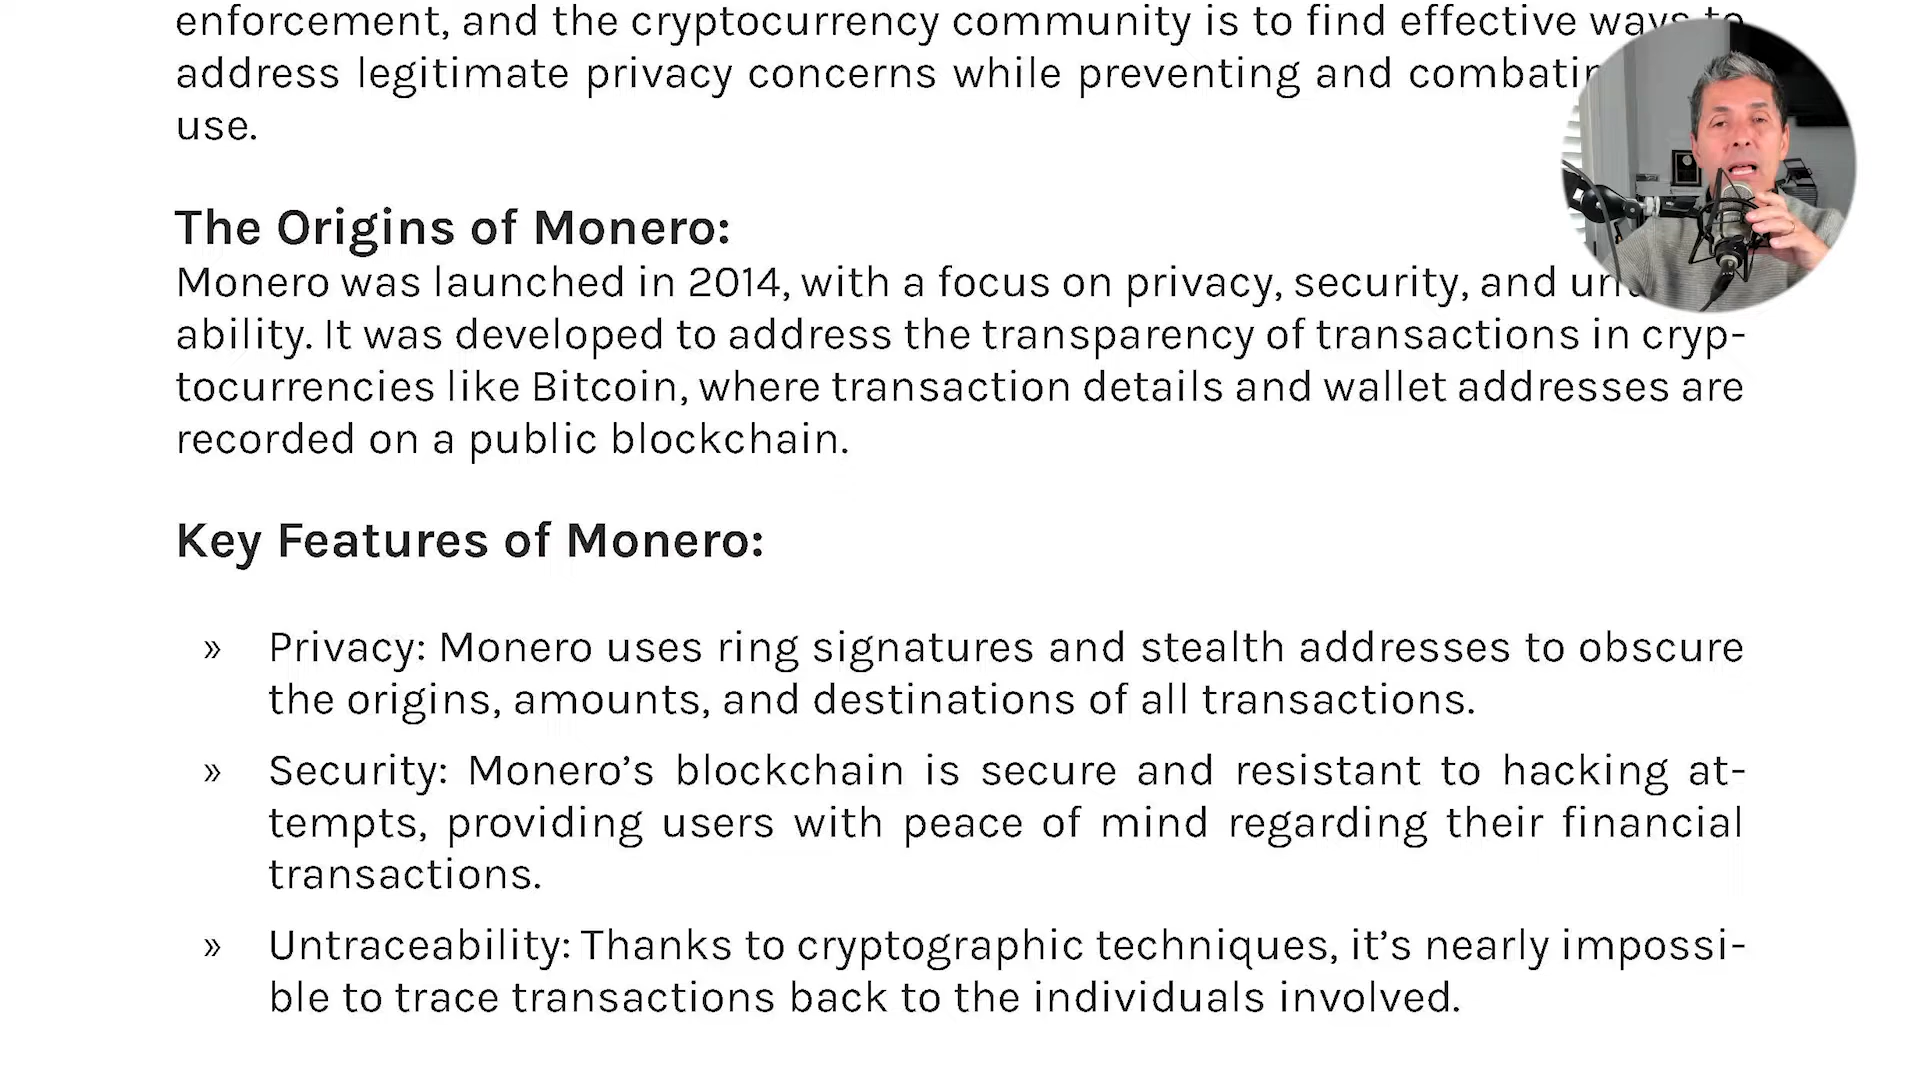 enforcement, and the cryptocurrency community is to find effective ways to
address legitimate privacy concerns while preventing and
use.
The Origins of Monero:
Monero was launched in 2014, with a focus on privacy, security, and
ability. It was developed to address the transparency of transactions in cryp-
tocurrencies like Bitcoin, where transaction details and wallet addresses are
recorded on a public blockchain.
Key Features of Monero:
» Privacy: Monero uses ring signatures and stealth addresses to obscure
the origins, amounts, and destinations of all transactions.
» Security: Monero’s blockchain is secure and resistant to hacking at-
tempts, providing users with peace of mind regarding their financial
transactions.
» Untraceability: Thanks to cryptographic techniques, it’s nearly impossi-
ble to trace transactions back to the individuals involved.